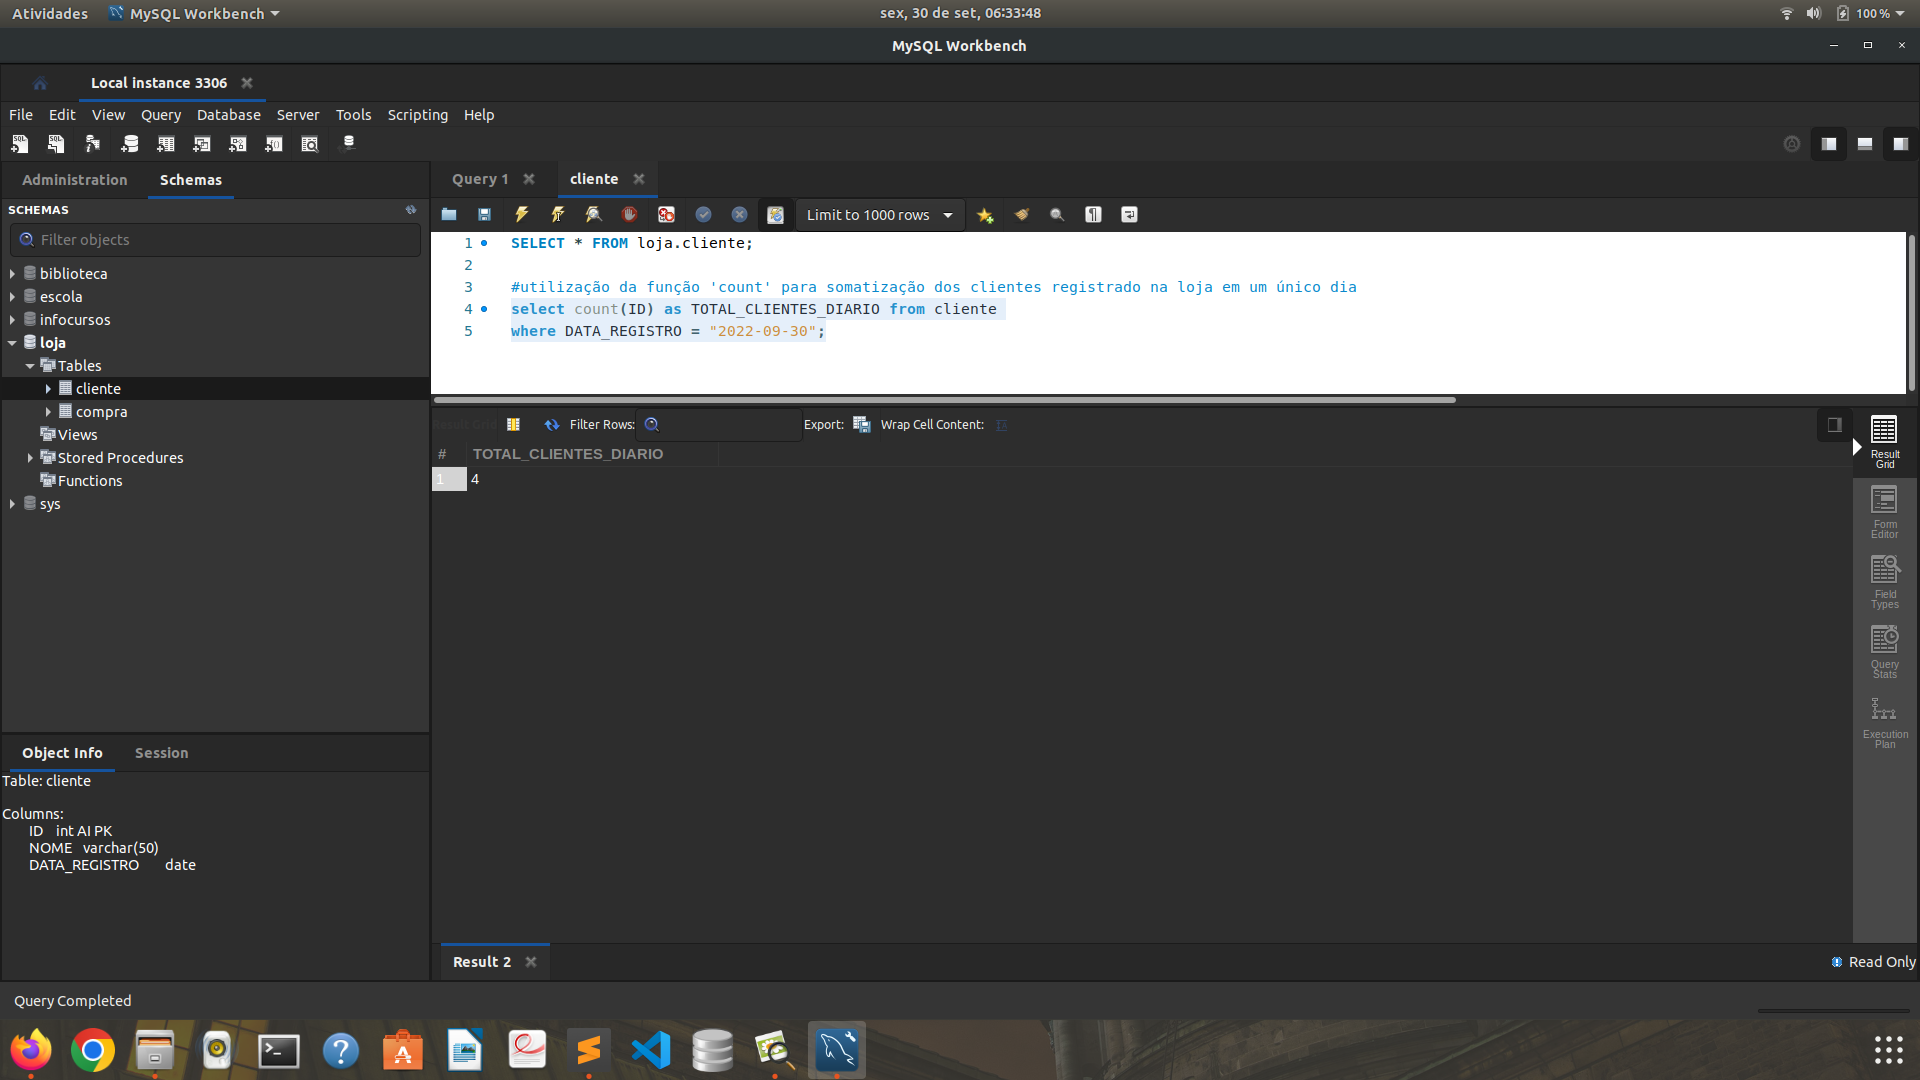 Atividades MySQL Workbench sex, 30 de set, 06:33:48 100 %
MySQL Workbench
Local instance 3306
File Edit View Query Database Server Tools Scripting Help
Administration Schemas
SCHEMAS
Filter objects
biblioteca
escola
infocursos
loja
Tables
cliente
compra
Views
Stored Procedures
Functions
sys
Object Info Session
Table: cliente
Columns:
ID int AI PK
NOME varchar(50)
DATA_REGISTRO date
Query 1 cliente
Limit to 1000 rows
1 SELECT * FROM loja.cliente;
2
3 #utilização da função 'count' para somatização dos clientes registrado na loja em um único dia
4 select count(ID) as TOTAL_CLIENTES_DIARIO from cliente
5 where DATA_REGISTRO = "2022-09-30";
Result Grid Filter Rows: Export: Wrap Cell Content:
# TOTAL_CLIENTES_DIARIO
1 4
Result
Grid
Form
Editor
Field
Types
Query
Stats
Execution
Plan
Result 2 Read Only
Query Completed